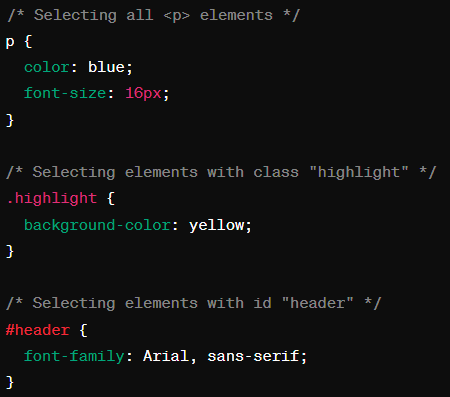 /* Selecting all <p> elements */
p {
  color: blue;
  font-size: 16px;
}

/* Selecting elements with class "highlight" */
.highlight {
  background-color: yellow;
}

/* Selecting elements with id "header" */
#header {
  font-family: Arial, sans-serif;
}